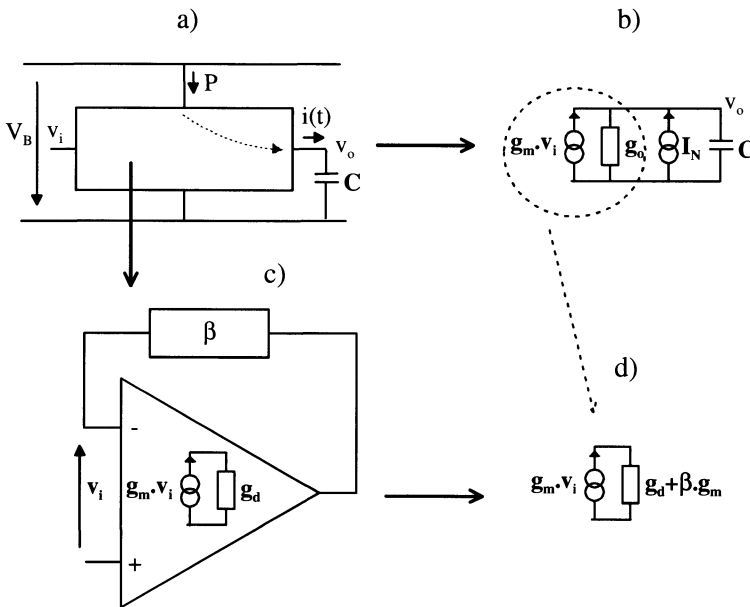 a)
P
V_B
v_i
i(t)
v_o
C
b)
v_o
g_m.v_i
g_o
I_N
C
c)
β
-
v_i
g_m.v_i
g_d
+
d)
g_m.v_i
g_d+β.g_m